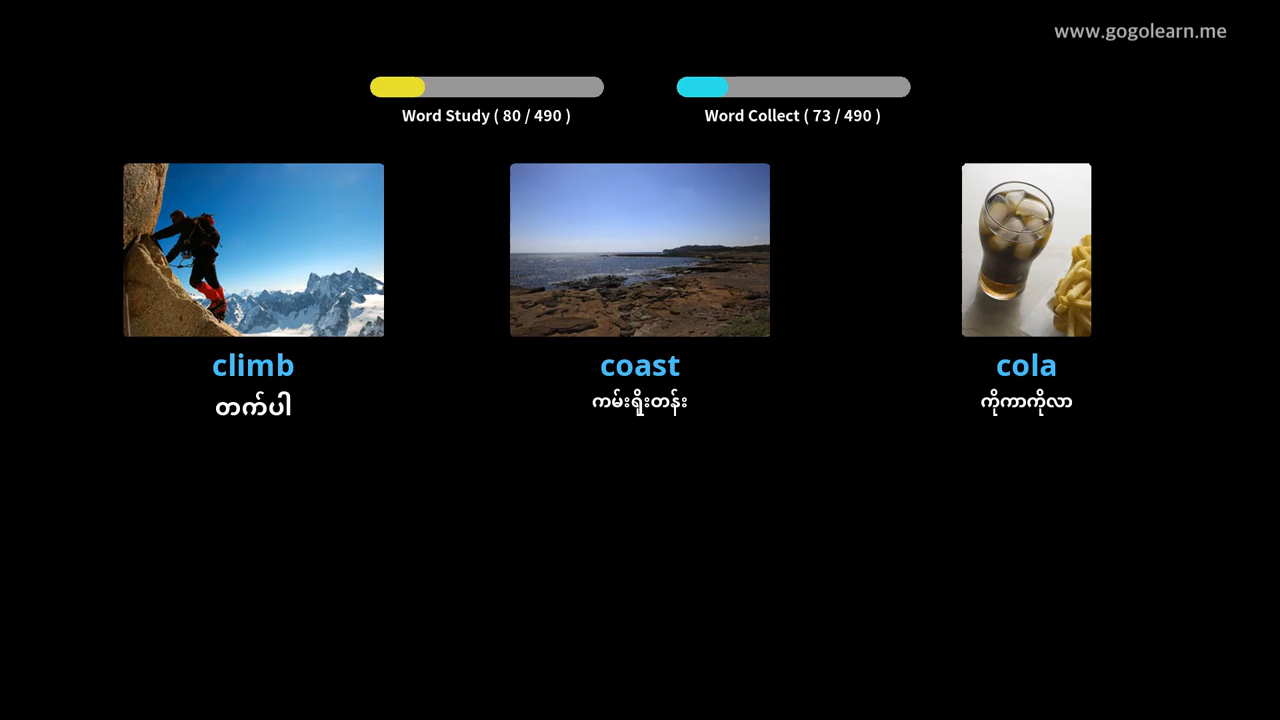 www.gogolearn.me
Word Study ( 80 / 490 )
Word Collect ( 73 / 490 )
climb
တက်ပါ
coast
ကမ်းရိုးတန်း
cola
ကိုကာကိုလာ